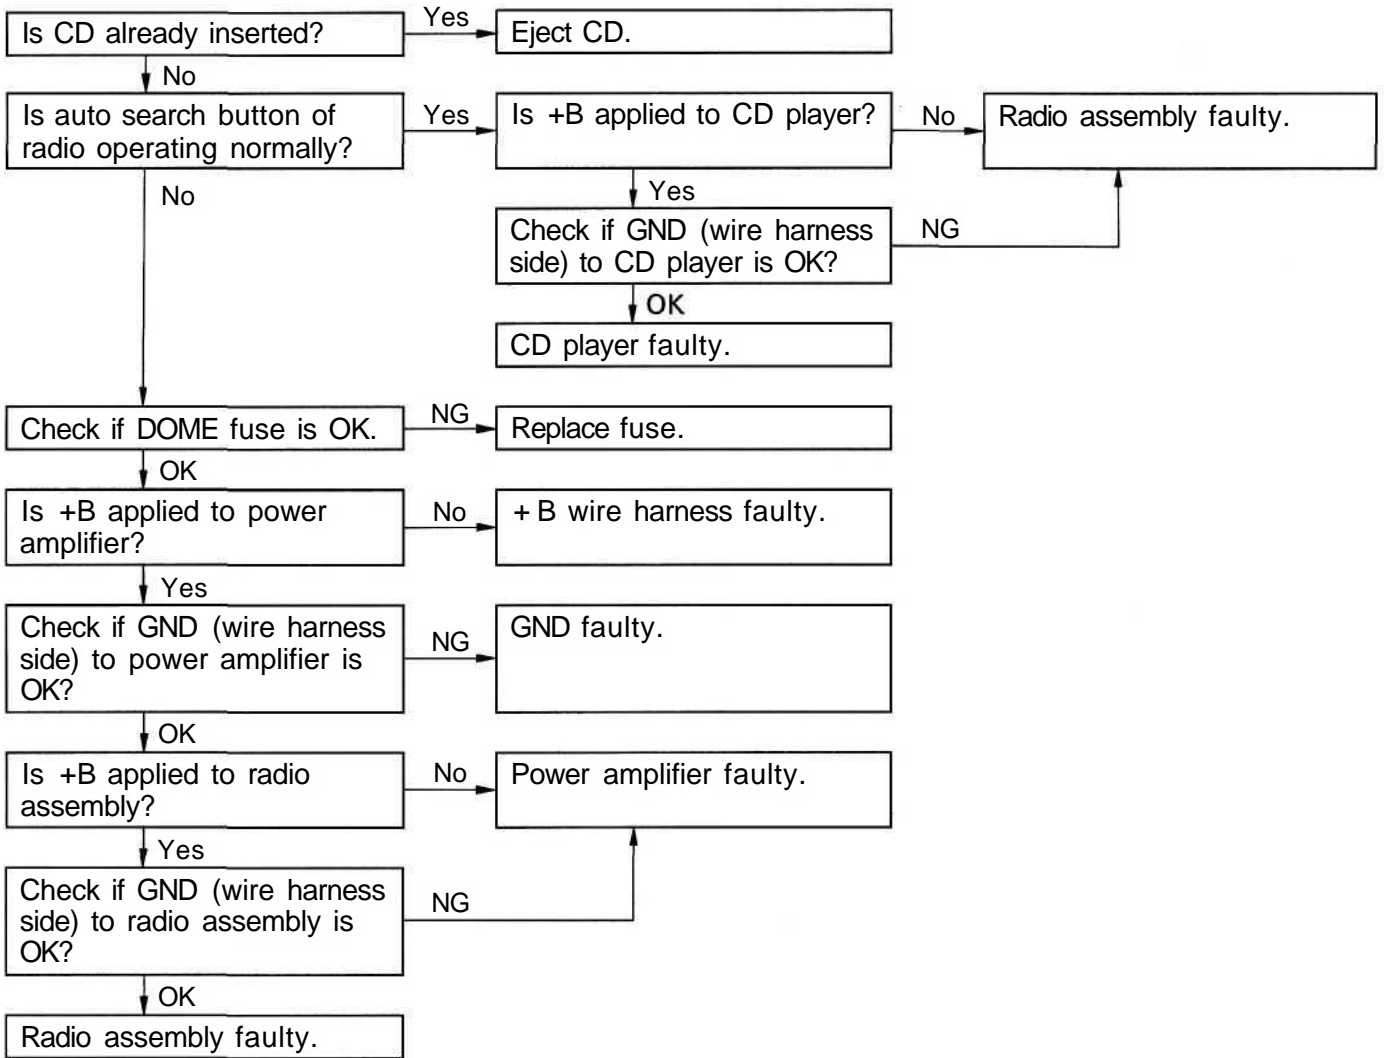 Is CD already inserted?
Yes
Eject CD.
No
Is auto search button of
radio operating normally?
Yes
Is +B applied to CD player?
No
Radio assembly faulty.
No
Yes
Check if GND (wire harness
side) to CD player is OK?
NG
OK
CD player faulty.
Check if DOME fuse is OK.
NG
Replace fuse.
OK
Is +B applied to power
amplifier?
No
+ B wire harness faulty.
Yes
Check if GND (wire harness
side) to power amplifier is
OK?
NG
GND faulty.
OK
Is +B applied to radio
assembly?
No
Power amplifier faulty.
Yes
Check if GND (wire harness
side) to radio assembly is
OK?
NG
OK
Radio assembly faulty.